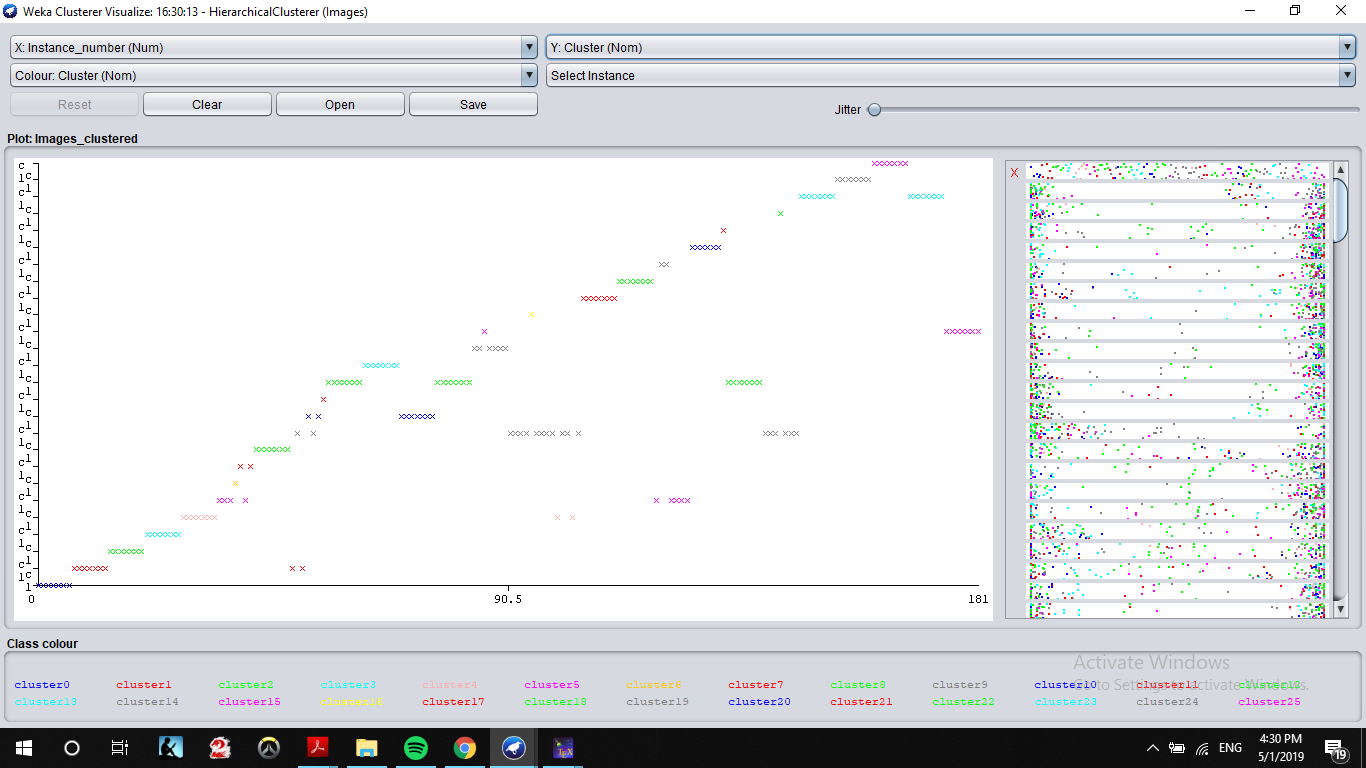 Weka Clusterer Visualize: 16:30:13 - HierarchicalClusterer (Images)
X: Instance_number (Num) Y: Cluster (Nom)
Colour: Cluster (Nom) Select Instance
Reset Clear Open Save Jitter
Plot: Images_clustered
X
0 90.5 181
Class colour
Activate Windows
cluster0 cluster1 cluster2 cluster3 cluster4 cluster5 cluster6 cluster7 cluster8 cluster9 cluster10 cluster11 cluster12
Go to Settings to activate Windows.
cluster13 cluster14 cluster15 cluster16 cluster17 cluster18 cluster19 cluster20 cluster21 cluster22 cluster23 cluster24 cluster25
ENG 4:30 PM
5/1/2019 19